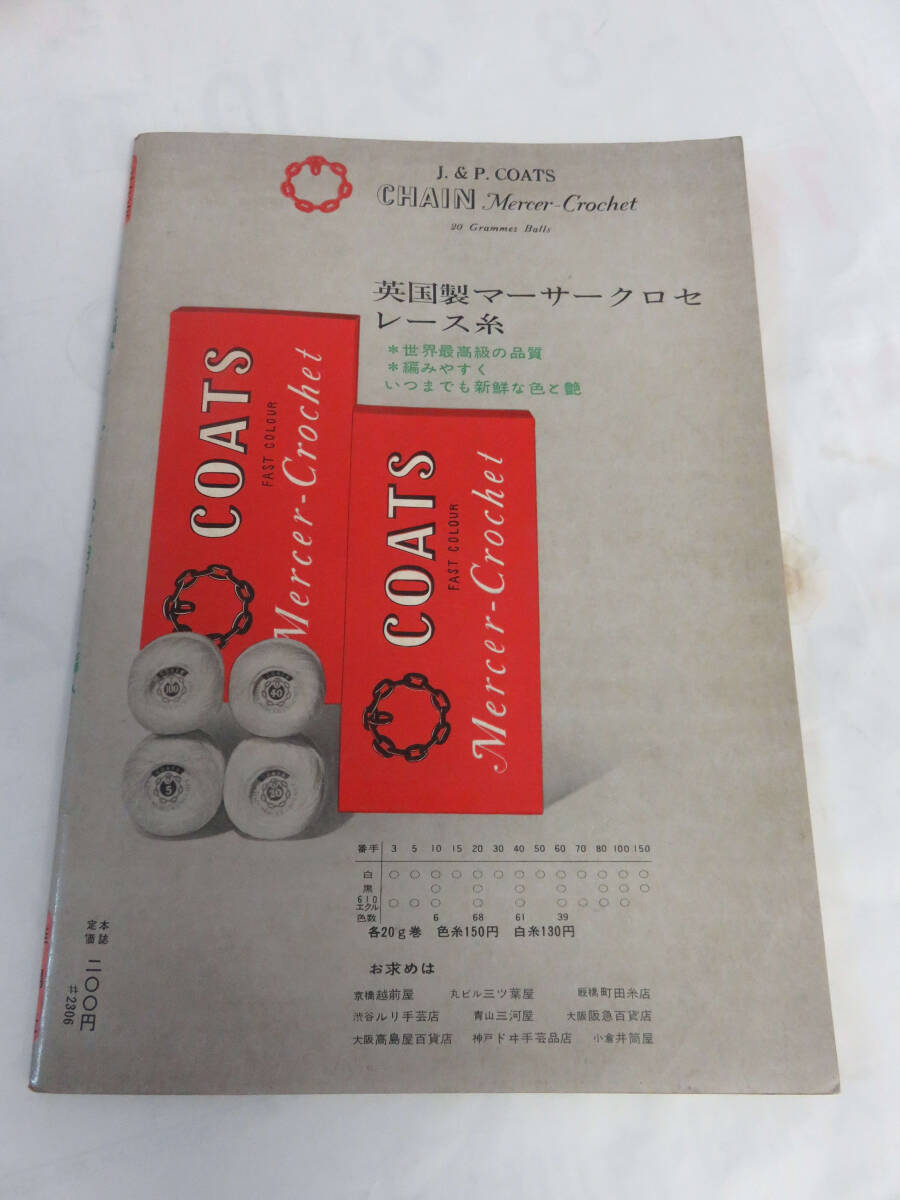 J. & P. COATS
CHAIN Mercer-Crochet
20 Grammes Balls
英国製マーサークロセ
レース糸
*世界最高級の品質
*編みやすく
いつまでも新鮮な色と艶
COATS
FAST COLOUR
Mercer-Crochet
COATS
FAST COLOUR
Mercer-Crochet
100
COATS
40
COATS
5
20
番手 3 5 10 15 20 30 40 50 60 70 80 100 150
白 ○ ○ ○ ○ ○ ○ ○ ○ ○ ○ ○ ○ ○
黒 ○ ○ ○ ○ ○ ○ ○
610
エクル ○ ○ ○ ○ ○ ○ ○ ○ ○
色数 6 68 61 39
各20g巻 色糸150円 白糸130円
お求めは
京橋越前屋 丸ビル三ツ葉屋 飯橋町田糸店
渋谷ルリ手芸店 青山三河屋 大阪阪急百貨店
大阪高島屋百貨店 神戸ドヰ手芸品店 小倉井筒屋
本誌
定価
二〇〇円
#2306